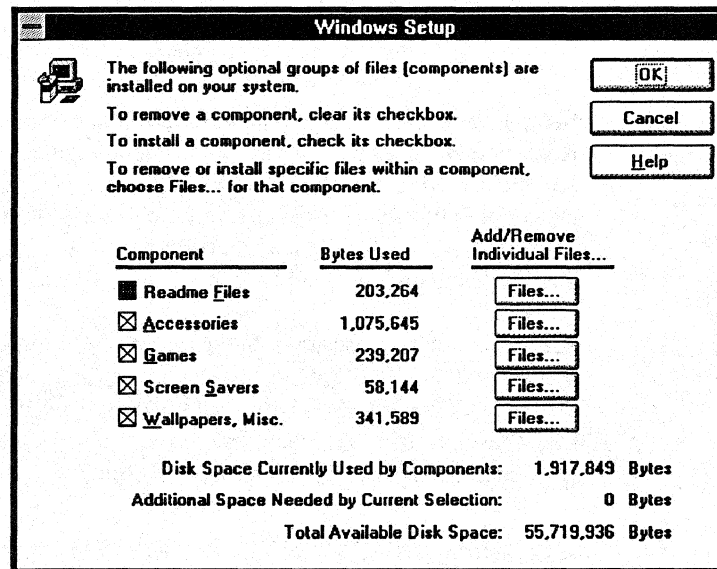 Windows Setup
The following optional groups of files (components) are
installed on your system.
To remove a component, clear its checkbox.
To install a component, check its checkbox.
To remove or install specific files within a component,
choose Files... for that component.
OK
Cancel
Help
Component Bytes Used Add/Remove
Individual Files...
Readme Files 203,264 Files...
Accessories 1,075,645 Files...
Games 239,207 Files...
Screen Savers 58,144 Files...
Wallpapers, Misc. 341,589 Files...
Disk Space Currently Used by Components: 1,917,849 Bytes
Additional Space Needed by Current Selection: 0 Bytes
Total Available Disk Space: 55,719,936 Bytes